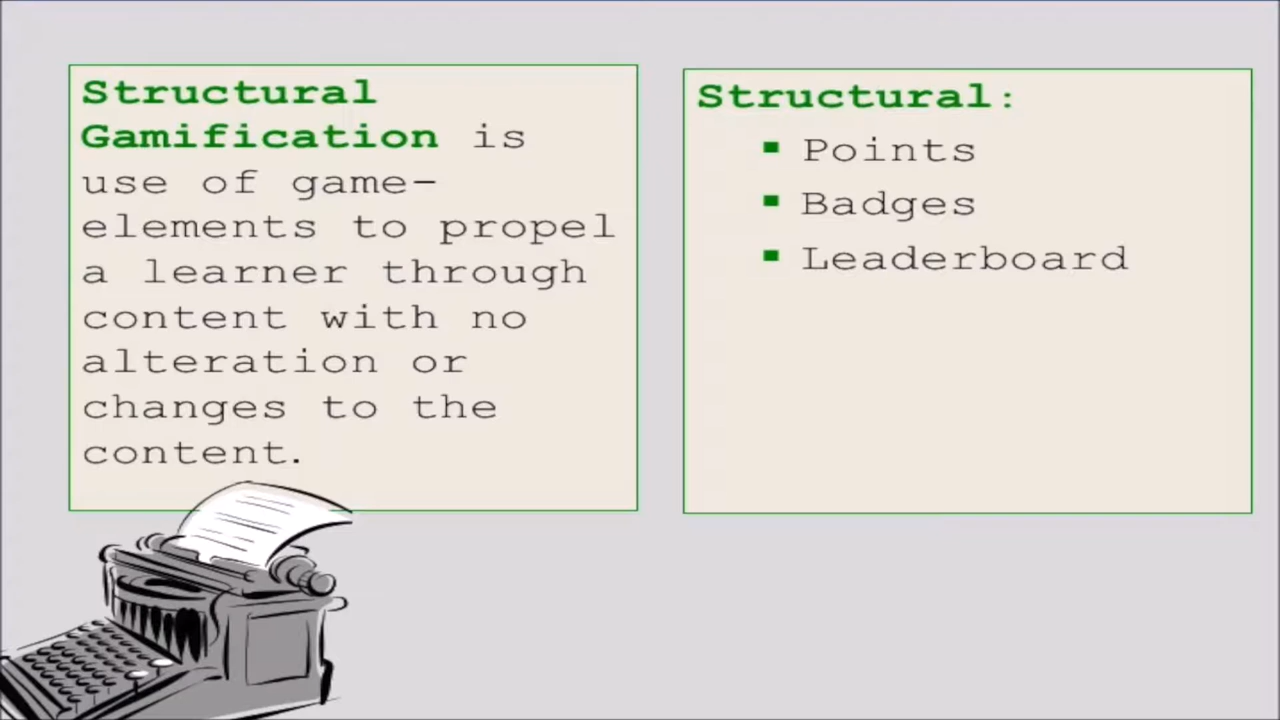 Structural
Gamification is
use of game-
elements to propel
a learner through
content with no
alteration or
changes to the
content.
Structural:
Points
Badges
Leaderboard